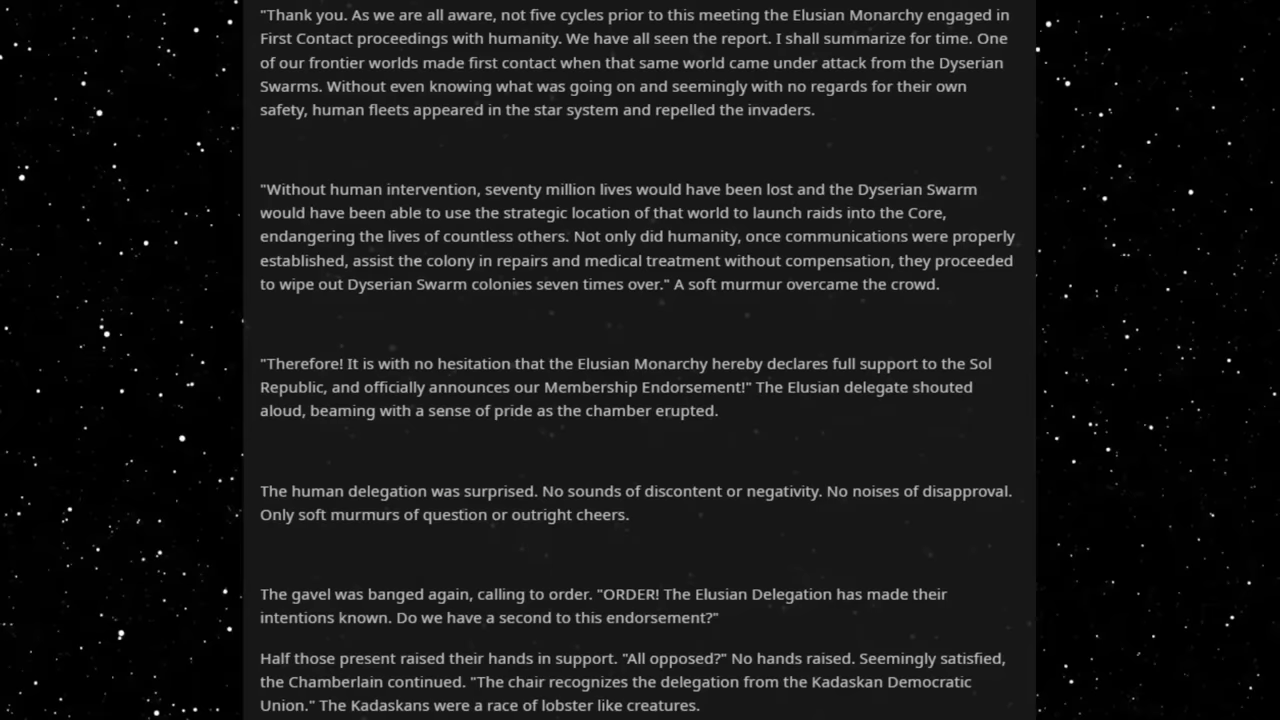 "Thank you. As we are all aware, not five cycles prior to this meeting the Elusian Monarchy engaged in
First Contact proceedings with humanity. We have all seen the report. I shall summarize for time. One
of our frontier worlds made first contact when that same world came under attack from the Dyserian
Swarms. Without even knowing what was going on and seemingly with no regards for their own
safety, human fleets appeared in the star system and repelled the invaders.
"Without human intervention, seventy million lives would have been lost and the Dyserian Swarm
would have been able to use the strategic location of that world to launch raids into the Core,
endangering the lives of countless others. Not only did humanity, once communications were properly
established, assist the colony in repairs and medical treatment without compensation, they proceeded
to wipe out Dyserian Swarm colonies seven times over." A soft murmur overcame the crowd.
"Therefore! It is with no hesitation that the Elusian Monarchy hereby declares full support to the Sol
Republic, and officially announces our Membership Endorsement!" The Elusian delegate shouted
aloud, beaming with a sense of pride as the chamber erupted.
The human delegation was surprised. No sounds of discontent or negativity. No noises of disapproval.
Only soft murmurs of question or outright cheers.
The gavel was banged again, calling to order. "ORDER! The Elusian Delegation has made their
intentions known. Do we have a second to this endorsement?"
Half those present raised their hands in support. "All opposed?" No hands raised. Seemingly satisfied,
the Chamberlain continued. "The chair recognizes the delegation from the Kadaskan Democratic
Union." The Kadaskans were a race of lobster like creatures.